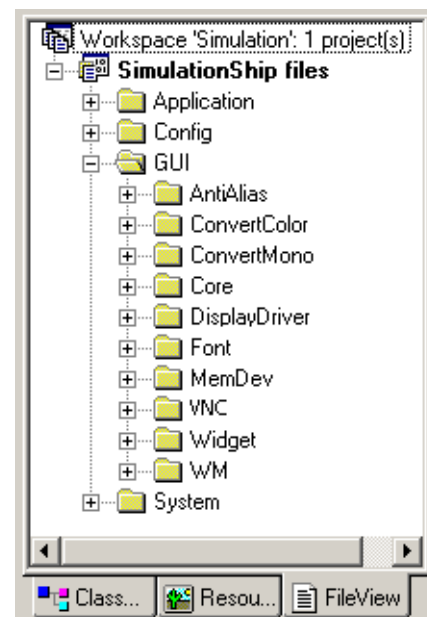 Workspace 'Simulation': 1 project(s)
SimulationShip files
Application
Config
GUI
AntiAlias
ConvertColor
ConvertMono
Core
DisplayDriver
Font
MemDev
VNC
Widget
WM
System
Class... Resou... FileView